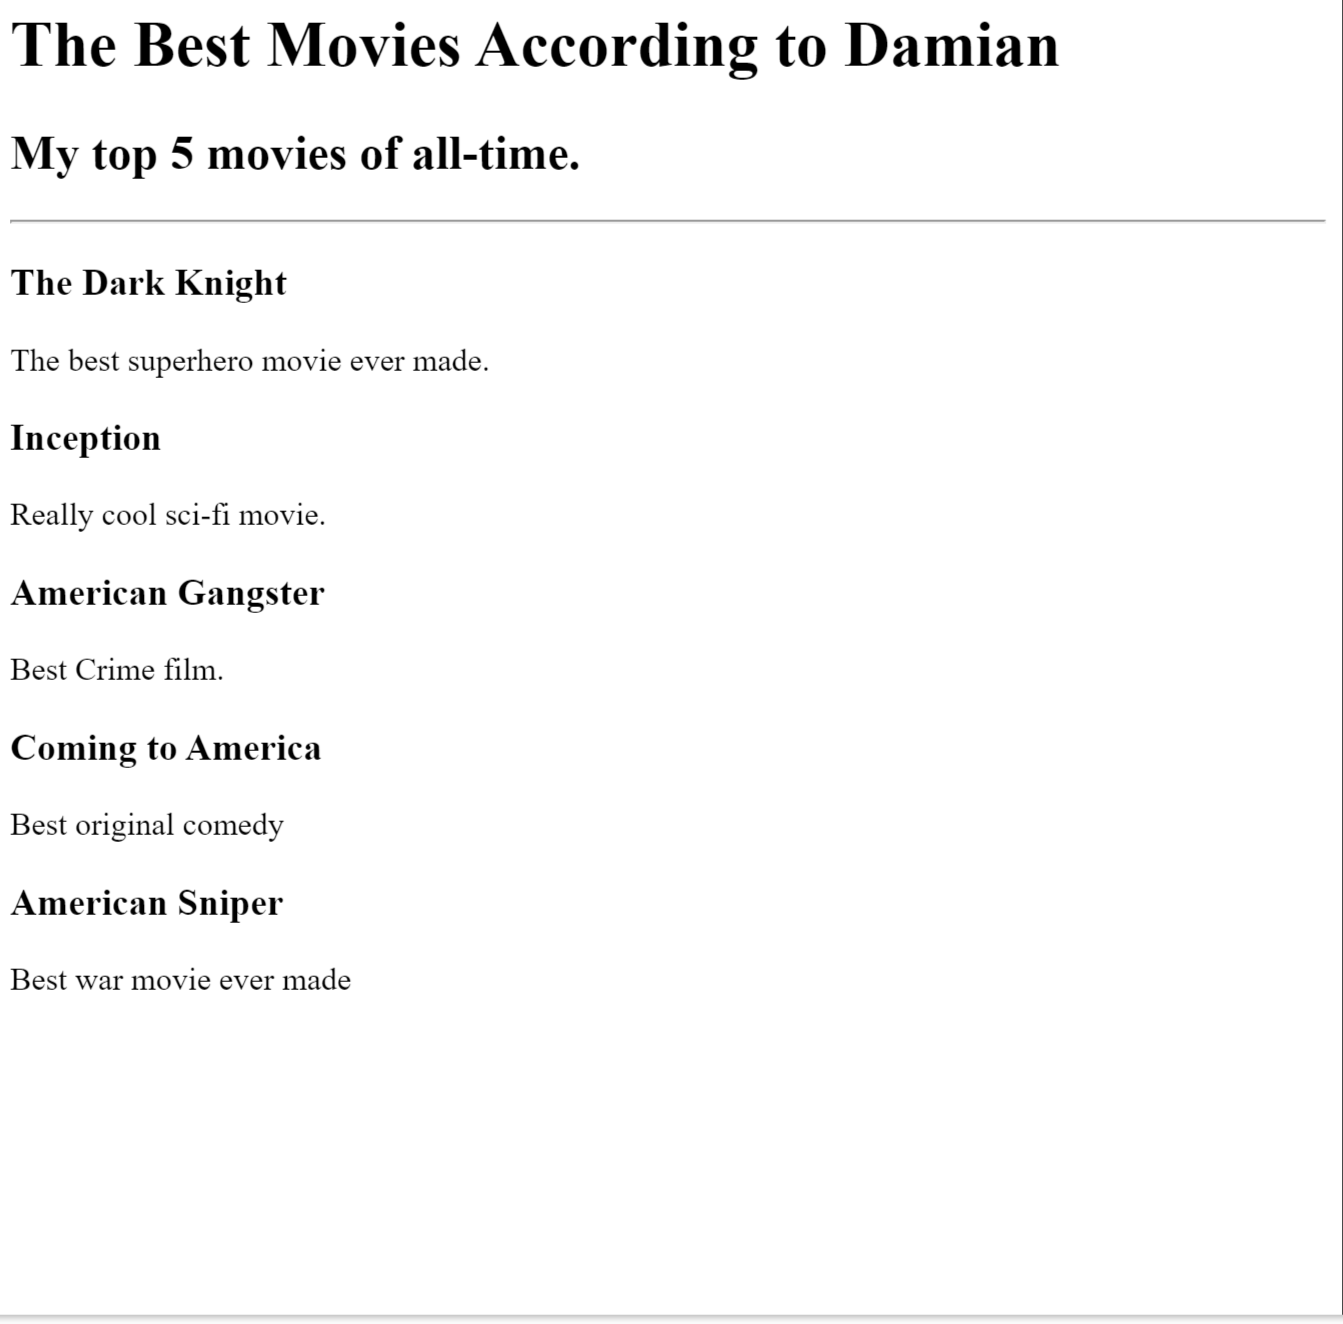 The Best Movies According to Damian
My top 5 movies of all-time.
The Dark Knight
The best superhero movie ever made.
Inception
Really cool sci-fi movie.
American Gangster
Best Crime film.
Coming to America
Best original comedy
American Sniper
Best war movie ever made